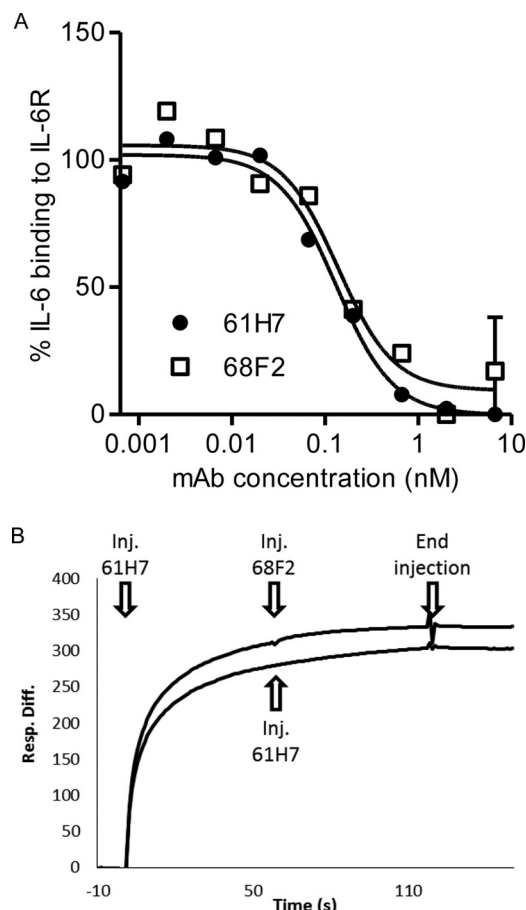 A
150
100
50
0
% IL-6 binding to IL-6R
61H7
68F2
0.001 0.01 0.1 1 10
mAb concentration (nM)
B
Inj. Inj. End
61H7 68F2 injection
400
350
300
250
200
150
100
50
0
Resp. Diff.
Inj.
61H7
-10 50 110
Time (s)